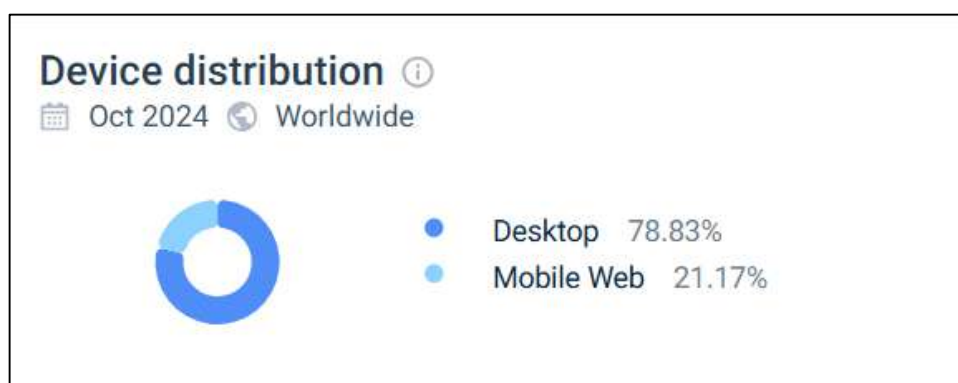 Device distribution
Oct 2024 Worldwide
Desktop 78.83%
Mobile Web 21.17%